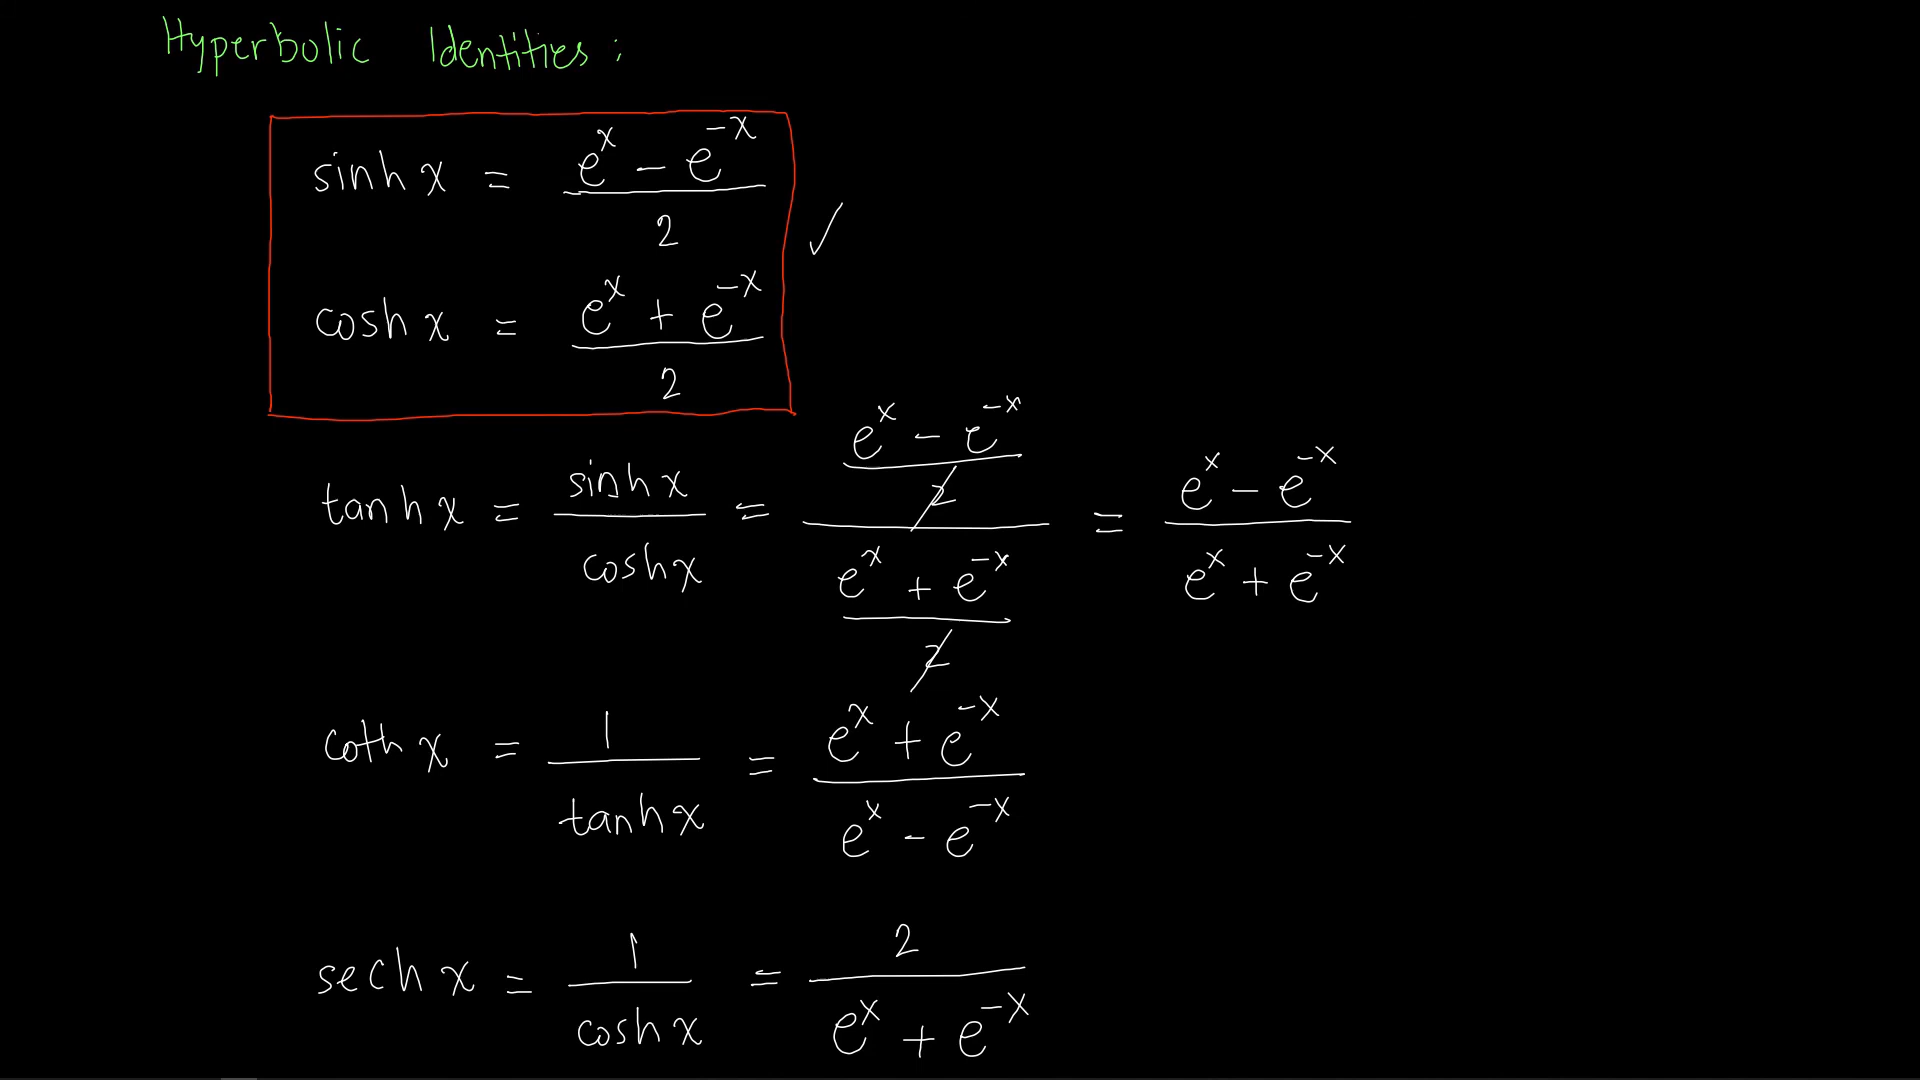 Hyperbolic Identities :
sinh x = (e^x - e^-x) / 2
cosh x = (e^x + e^-x) / 2 ✓
tanh x = sinh x / cosh x = ((e^x - e^-x) / 2) / ((e^x + e^-x) / 2) = (e^x - e^-x) / (e^x + e^-x)
coth x = 1 / tanh x = (e^x + e^-x) / (e^x - e^-x)
sech x = 1 / cosh x = 2 / (e^x + e^-x)